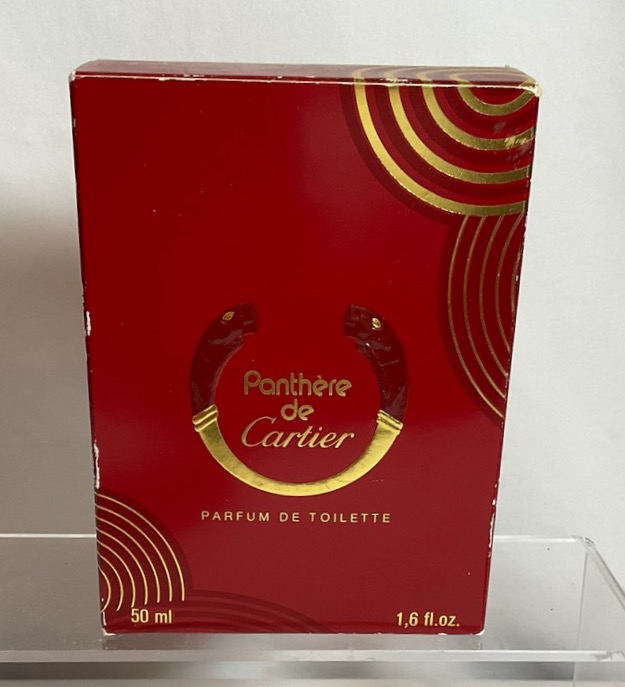 Panthère
de
Cartier
PARFUM DE TOILETTE
50 ml
1,6 fl.oz.